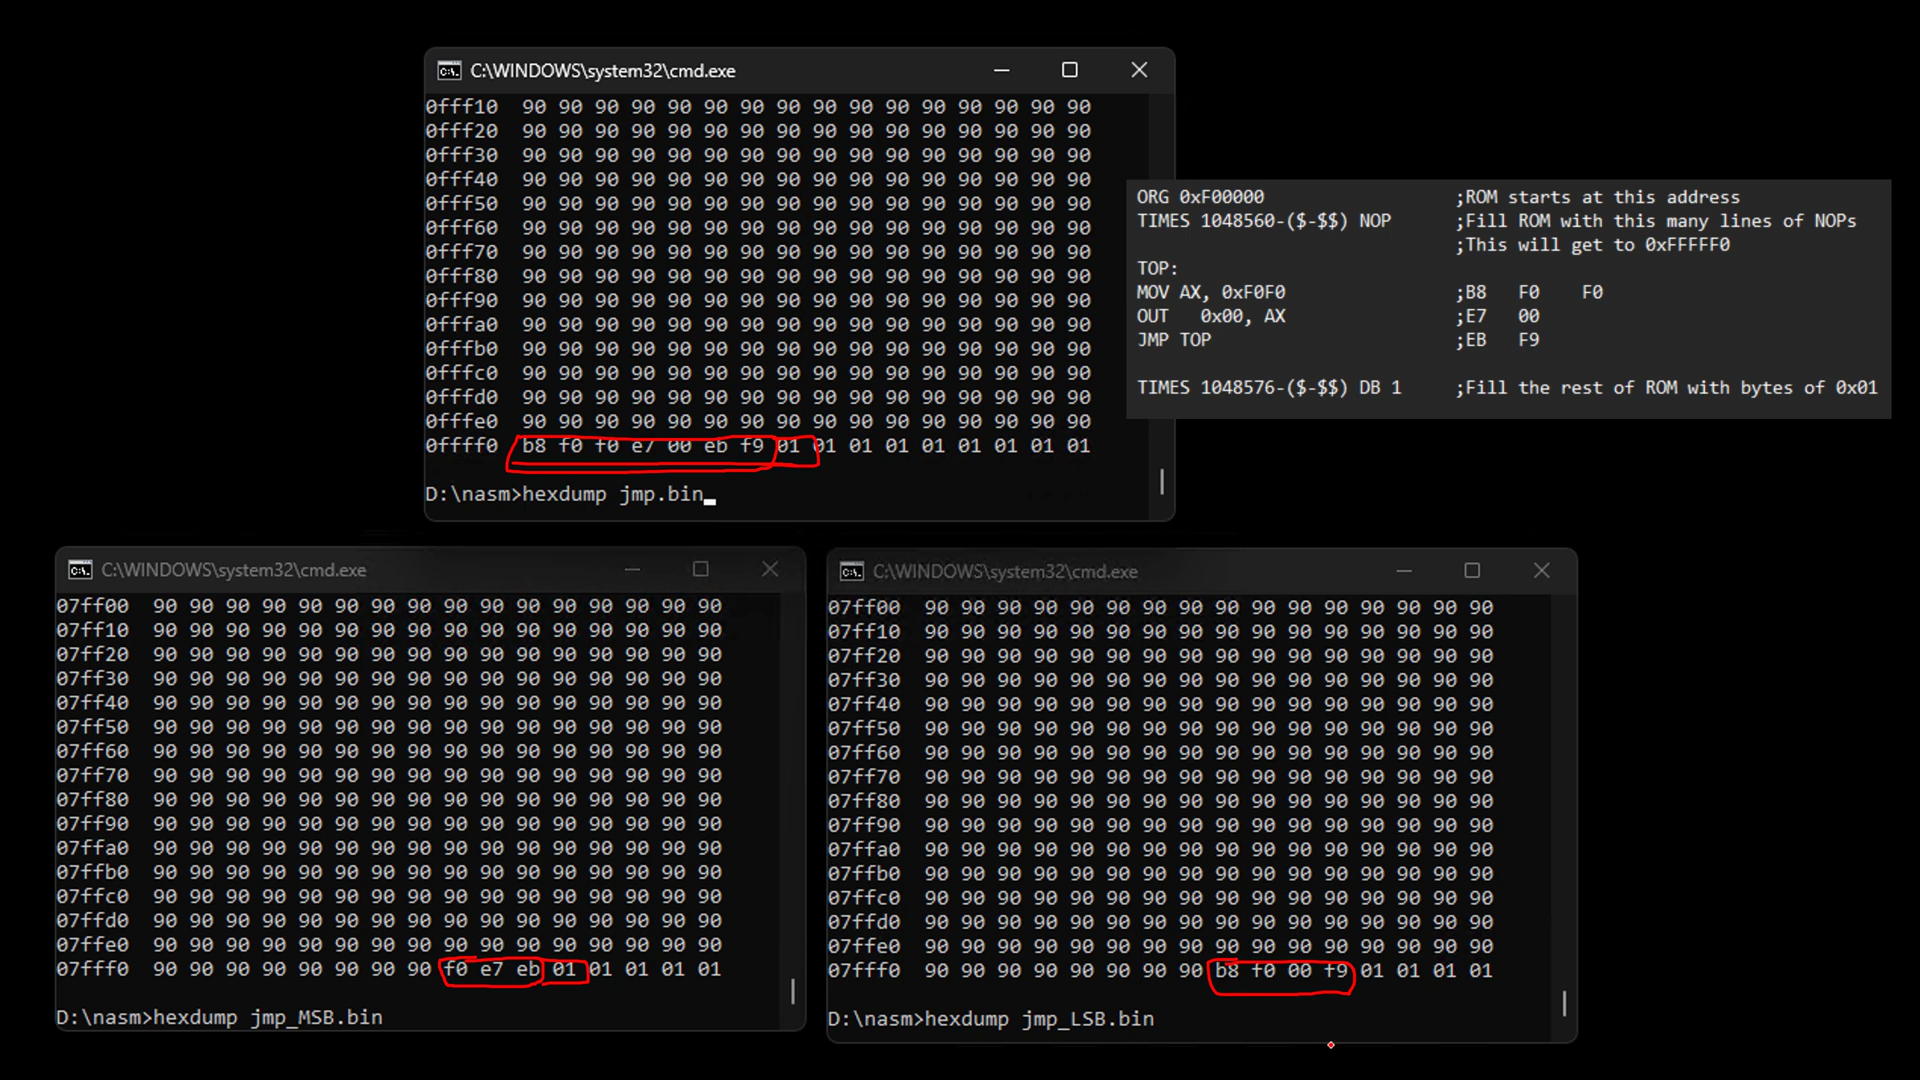 C:\WINDOWS\system32\cmd.exe
0fff10 90 90 90 90 90 90 90 90 90 90 90 90 90 90 90 90
0fff20 90 90 90 90 90 90 90 90 90 90 90 90 90 90 90 90
0fff30 90 90 90 90 90 90 90 90 90 90 90 90 90 90 90 90
0fff40 90 90 90 90 90 90 90 90 90 90 90 90 90 90 90 90
0fff50 90 90 90 90 90 90 90 90 90 90 90 90 90 90 90 90
0fff60 90 90 90 90 90 90 90 90 90 90 90 90 90 90 90 90
0fff70 90 90 90 90 90 90 90 90 90 90 90 90 90 90 90 90
0fff80 90 90 90 90 90 90 90 90 90 90 90 90 90 90 90 90
0fff90 90 90 90 90 90 90 90 90 90 90 90 90 90 90 90 90
0fffa0 90 90 90 90 90 90 90 90 90 90 90 90 90 90 90 90
0fffb0 90 90 90 90 90 90 90 90 90 90 90 90 90 90 90 90
0fffc0 90 90 90 90 90 90 90 90 90 90 90 90 90 90 90 90
0fffd0 90 90 90 90 90 90 90 90 90 90 90 90 90 90 90 90
0fffe0 90 90 90 90 90 90 90 90 90 90 90 90 90 90 90 90
0ffff0 b8 f0 f0 e7 00 eb f9 01 01 01 01 01 01 01 01 01
D:\nasm>hexdump jmp.bin_
ORG 0xF00000 ;ROM starts at this address
TIMES 1048560-($-$$) NOP ;Fill ROM with this many lines of NOPs
;This will get to 0xFFFFF0
TOP:
MOV AX, 0xF0F0 ;B8 F0 F0
OUT 0x00, AX ;E7 00
JMP TOP ;EB F9
TIMES 1048576-($-$$) DB 1 ;Fill the rest of ROM with bytes of 0x01
C:\WINDOWS\system32\cmd.exe
07ff00 90 90 90 90 90 90 90 90 90 90 90 90 90 90 90 90
07ff10 90 90 90 90 90 90 90 90 90 90 90 90 90 90 90 90
07ff20 90 90 90 90 90 90 90 90 90 90 90 90 90 90 90 90
07ff30 90 90 90 90 90 90 90 90 90 90 90 90 90 90 90 90
07ff40 90 90 90 90 90 90 90 90 90 90 90 90 90 90 90 90
07ff50 90 90 90 90 90 90 90 90 90 90 90 90 90 90 90 90
07ff60 90 90 90 90 90 90 90 90 90 90 90 90 90 90 90 90
07ff70 90 90 90 90 90 90 90 90 90 90 90 90 90 90 90 90
07ff80 90 90 90 90 90 90 90 90 90 90 90 90 90 90 90 90
07ff90 90 90 90 90 90 90 90 90 90 90 90 90 90 90 90 90
07ffa0 90 90 90 90 90 90 90 90 90 90 90 90 90 90 90 90
07ffb0 90 90 90 90 90 90 90 90 90 90 90 90 90 90 90 90
07ffc0 90 90 90 90 90 90 90 90 90 90 90 90 90 90 90 90
07ffd0 90 90 90 90 90 90 90 90 90 90 90 90 90 90 90 90
07ffe0 90 90 90 90 90 90 90 90 90 90 90 90 90 90 90 90
07fff0 90 90 90 90 90 90 90 90 f0 e7 eb 01 01 01 01 01
D:\nasm>hexdump jmp_MSB.bin
C:\WINDOWS\system32\cmd.exe
07ff00 90 90 90 90 90 90 90 90 90 90 90 90 90 90 90 90
07ff10 90 90 90 90 90 90 90 90 90 90 90 90 90 90 90 90
07ff20 90 90 90 90 90 90 90 90 90 90 90 90 90 90 90 90
07ff30 90 90 90 90 90 90 90 90 90 90 90 90 90 90 90 90
07ff40 90 90 90 90 90 90 90 90 90 90 90 90 90 90 90 90
07ff50 90 90 90 90 90 90 90 90 90 90 90 90 90 90 90 90
07ff60 90 90 90 90 90 90 90 90 90 90 90 90 90 90 90 90
07ff70 90 90 90 90 90 90 90 90 90 90 90 90 90 90 90 90
07ff80 90 90 90 90 90 90 90 90 90 90 90 90 90 90 90 90
07ff90 90 90 90 90 90 90 90 90 90 90 90 90 90 90 90 90
07ffa0 90 90 90 90 90 90 90 90 90 90 90 90 90 90 90 90
07ffb0 90 90 90 90 90 90 90 90 90 90 90 90 90 90 90 90
07ffc0 90 90 90 90 90 90 90 90 90 90 90 90 90 90 90 90
07ffd0 90 90 90 90 90 90 90 90 90 90 90 90 90 90 90 90
07ffe0 90 90 90 90 90 90 90 90 90 90 90 90 90 90 90 90
07fff0 90 90 90 90 90 90 90 90 b8 f0 00 f9 01 01 01 01
D:\nasm>hexdump jmp_LSB.bin